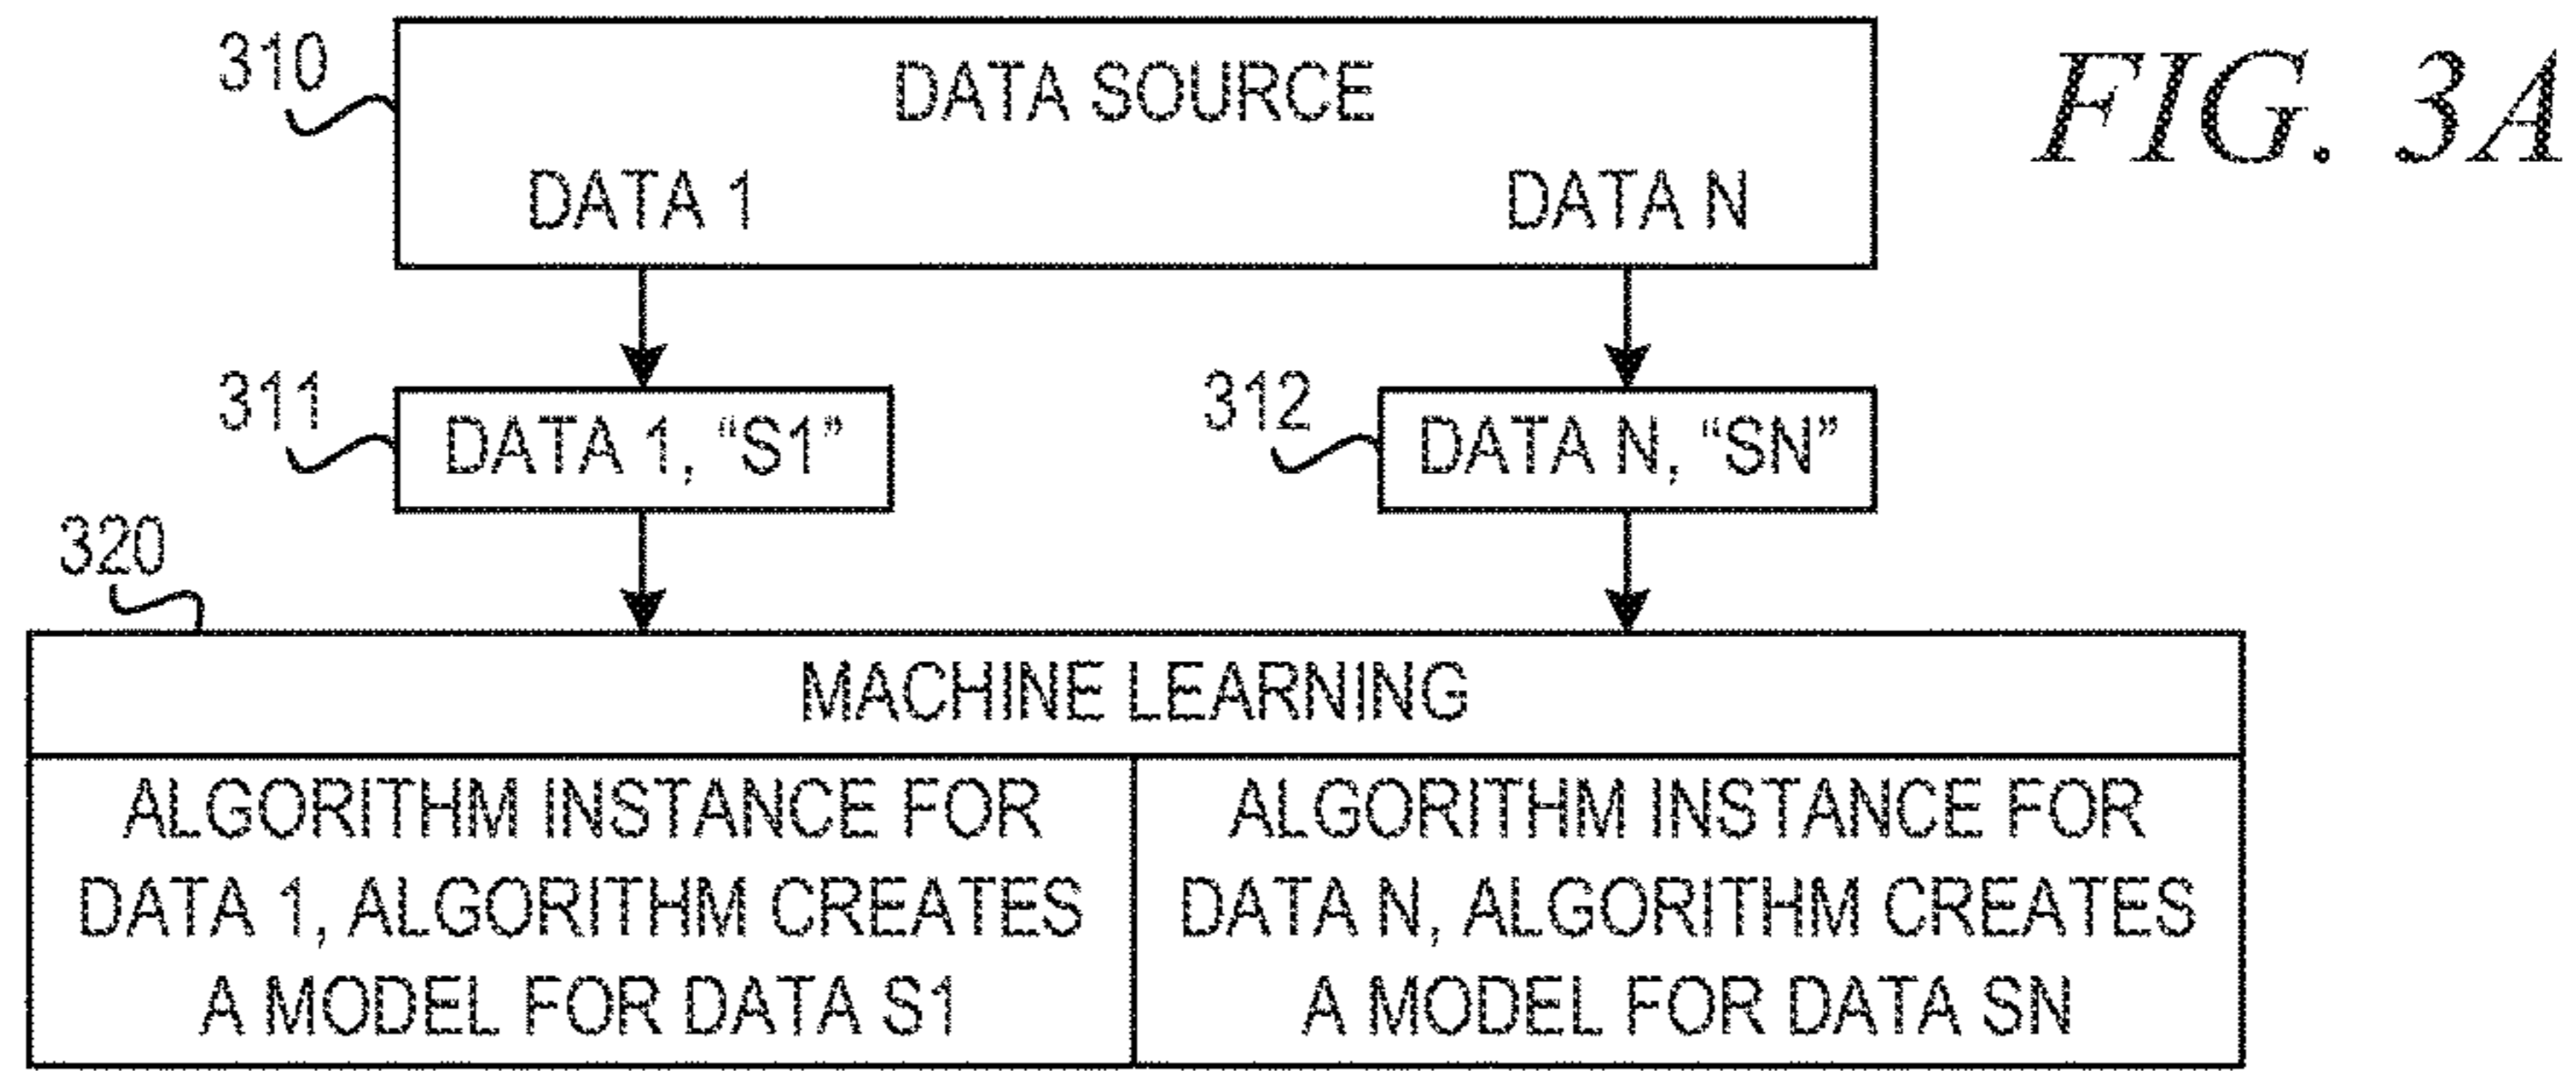 310
DATA SOURCE
FIG. 3A
DATA 1
DATA N
311
DATA 1, “S1”
312
DATA N, “SN”
320
MACHINE LEARNING
ALGORITHM INSTANCE FOR
DATA 1, ALGORITHM CREATES
A MODEL FOR DATA S1
ALGORITHM INSTANCE FOR
DATA N, ALGORITHM CREATES
A MODEL FOR DATA SN